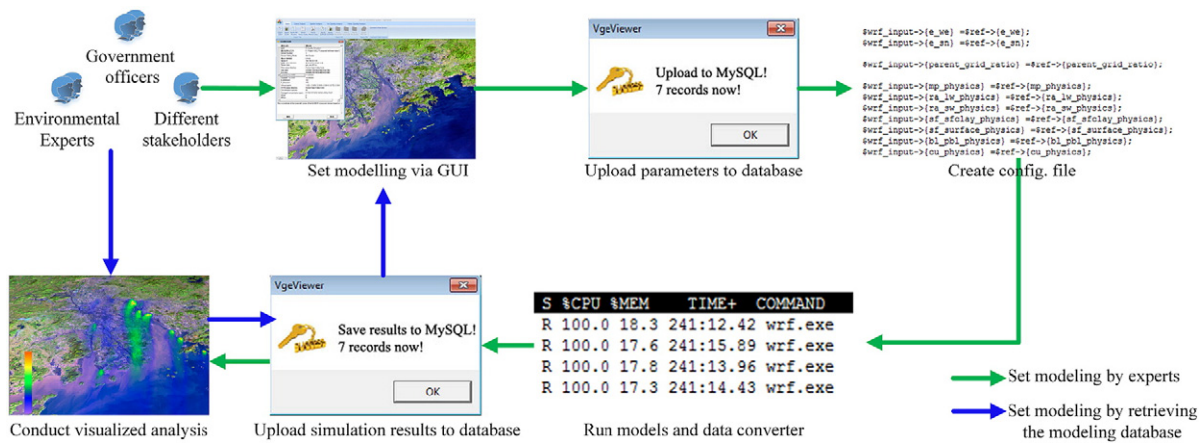 Government
officers
Environmental
Experts
Different
stakeholders
Set modelling via GUI
VgeViewer
Upload to MySQL!
7 records now!
OK
Upload parameters to database
$wrf_input->{e_we} =$ref->{e_we};
$wrf_input->{e_sn} =$ref->{e_sn};
$wrf_input->{parent_grid_ratio} =$ref->{parent_grid_ratio};
$wrf_input->{mp_physics} =$ref->{mp_physics};
$wrf_input->{ra_lw_physics} =$ref->{ra_lw_physics};
$wrf_input->{ra_sw_physics} =$ref->{ra_sw_physics};
$wrf_input->{sf_sfclay_physics} =$ref->{sf_sfclay_physics};
$wrf_input->{sf_surface_physics} =$ref->{sf_surface_physics};
$wrf_input->{bl_pbl_physics} =$ref->{bl_pbl_physics};
$wrf_input->{cu_physics} =$ref->{cu_physics};
Create config. file
Conduct visualized analysis
VgeViewer
Save results to MySQL!
7 records now!
OK
Upload simulation results to database
S %CPU %MEM TIME+ COMMAND
R 100.0 18.3 241:12.42 wrf.exe
R 100.0 17.6 241:15.89 wrf.exe
R 100.0 17.8 241:13.96 wrf.exe
R 100.0 17.3 241:14.43 wrf.exe
Run models and data converter
Set modeling by experts
Set modeling by retrieving
the modeling database